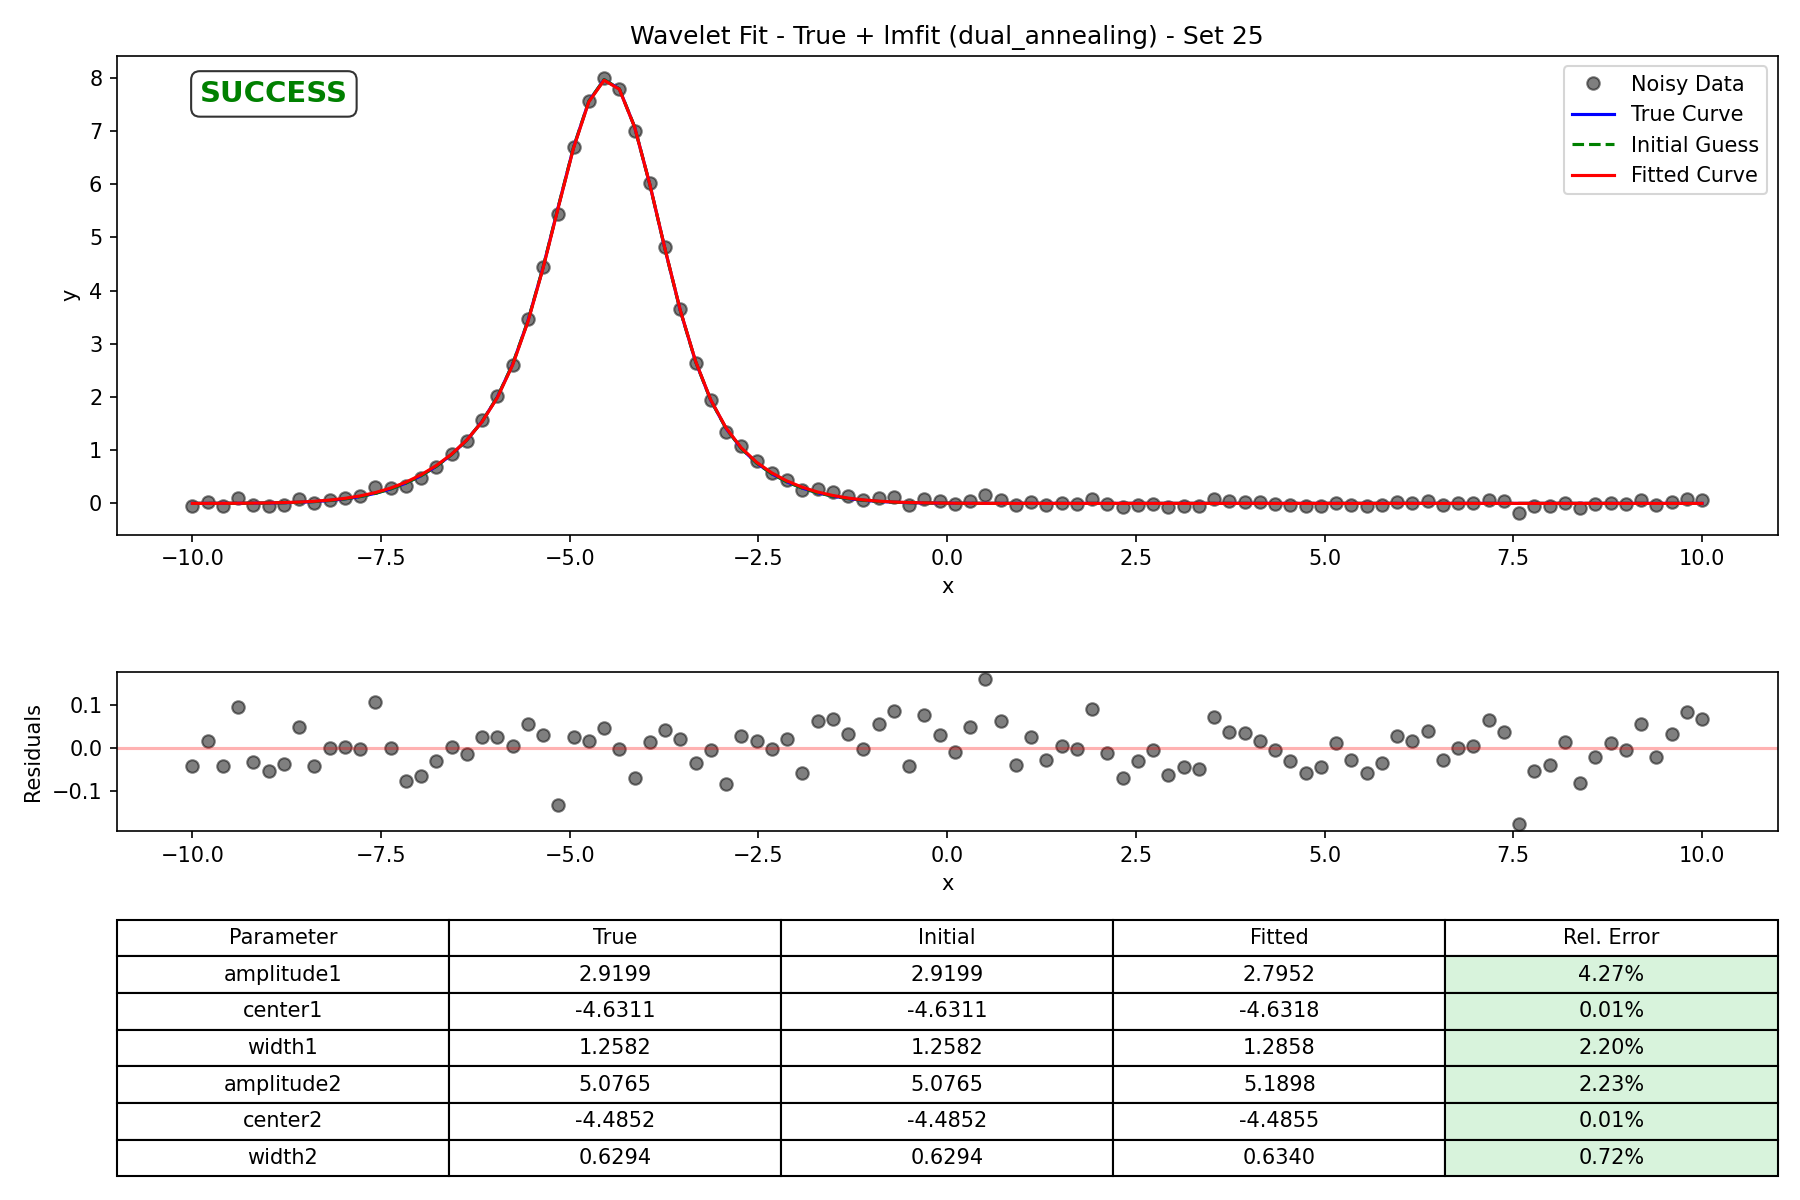 Wavelet Fit - True + lmfit (dual_annealing) - Set 25
SUCCESS
Noisy Data
True Curve
Initial Guess
Fitted Curve
y
8
7
6
5
4
3
2
1
0
−10.0 −7.5 −5.0 −2.5 0.0 2.5 5.0 7.5 10.0
x
Residuals
0.1
0.0
−0.1
−10.0 −7.5 −5.0 −2.5 0.0 2.5 5.0 7.5 10.0
x
Parameter True Initial Fitted Rel. Error
amplitude1 2.9199 2.9199 2.7952 4.27%
center1 -4.6311 -4.6311 -4.6318 0.01%
width1 1.2582 1.2582 1.2858 2.20%
amplitude2 5.0765 5.0765 5.1898 2.23%
center2 -4.4852 -4.4852 -4.4855 0.01%
width2 0.6294 0.6294 0.6340 0.72%